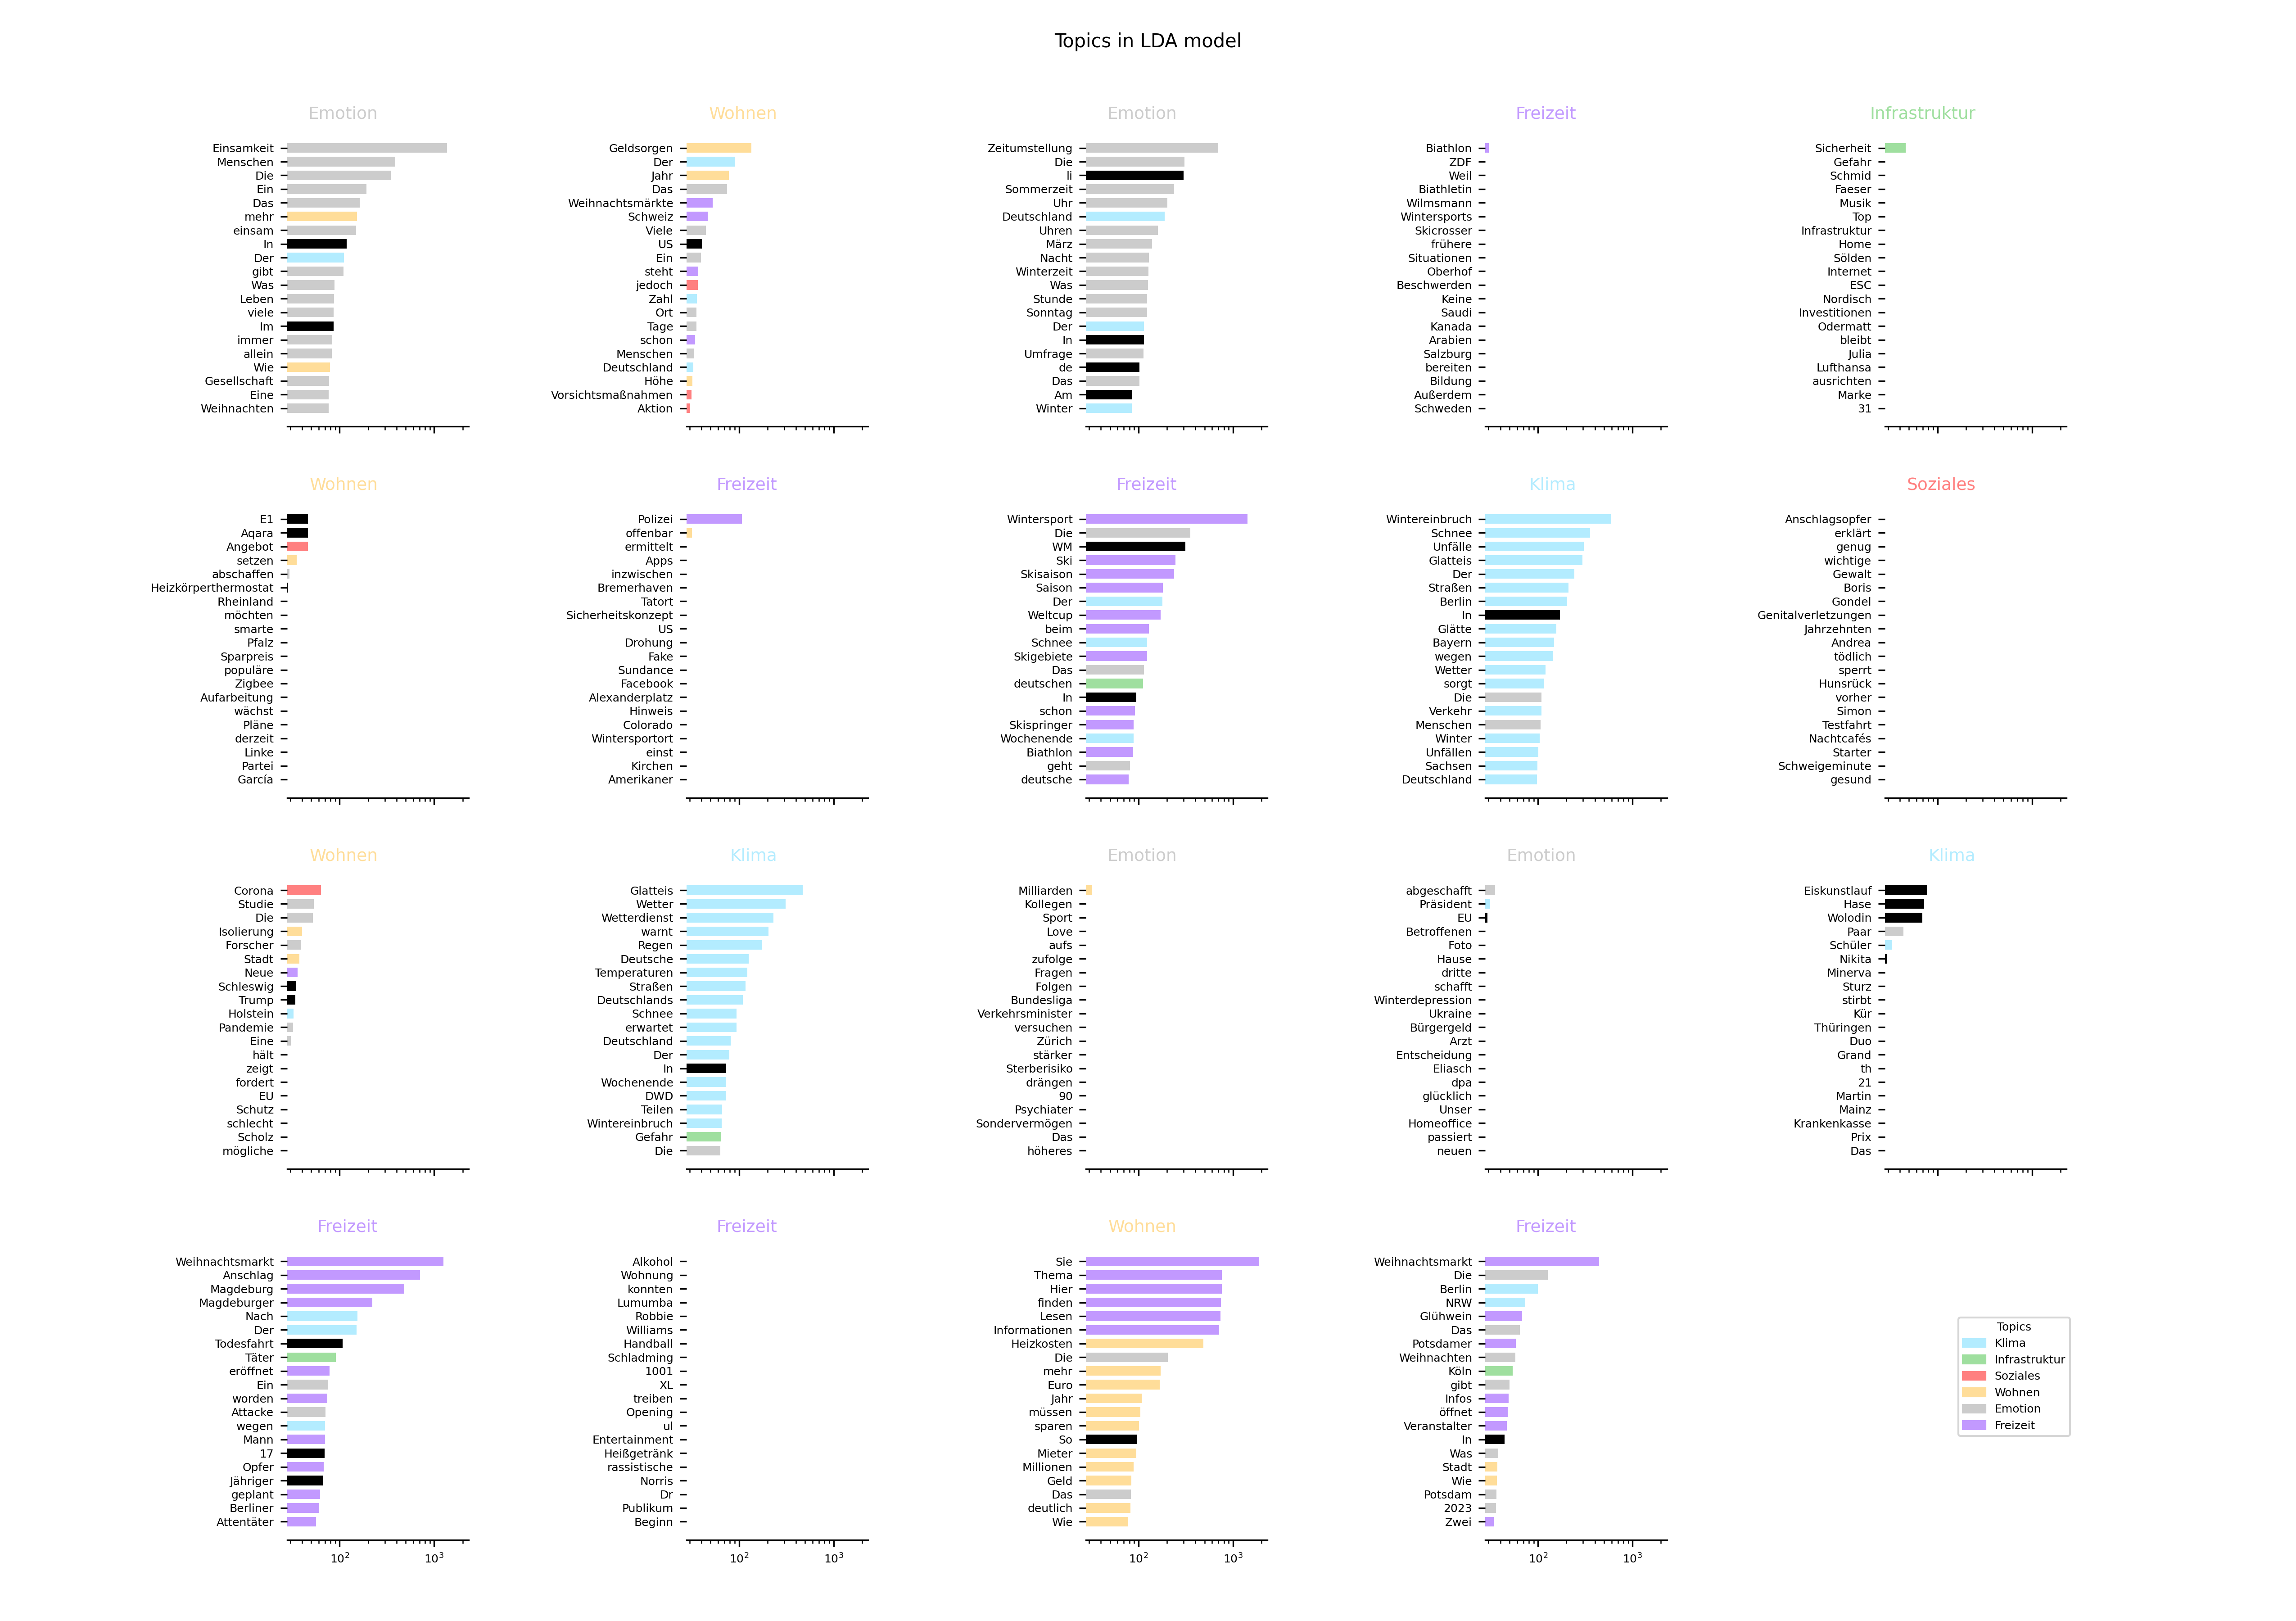 Topics in LDA model
Emotion
Einsamkeit
Menschen
Die
Ein
Das
mehr
einsam
In
Der
gibt
Was
Leben
viele
Im
immer
allein
Wie
Gesellschaft
Eine
Weihnachten
Wohnen
Geldsorgen
Der
Jahr
Das
Weihnachtsmärkte
Schweiz
Viele
US
Ein
steht
jedoch
Zahl
Ort
Tage
schon
Menschen
Deutschland
Höhe
Vorsichtsmaßnahmen
Aktion
Emotion
Zeitumstellung
Die
li
Sommerzeit
Uhr
Deutschland
Uhren
März
Nacht
Winterzeit
Was
Stunde
Sonntag
Der
In
Umfrage
de
Das
Am
Winter
Freizeit
Biathlon
ZDF
Weil
Biathletin
Wilmsmann
Wintersports
Skicrosser
frühere
Situationen
Oberhof
Beschwerden
Keine
Saudi
Kanada
Arabien
Salzburg
bereiten
Bildung
Außerdem
Schweden
Infrastruktur
Sicherheit
Gefahr
Schmid
Faeser
Musik
Top
Infrastruktur
Home
Sölden
Internet
ESC
Nordisch
Investitionen
Odermatt
bleibt
Julia
Lufthansa
ausrichten
Marke
31
Wohnen
E1
Aqara
Angebot
setzen
abschaffen
Heizkörperthermostat
Rheinland
möchten
smarte
Pfalz
Sparpreis
populäre
Zigbee
Aufarbeitung
wächst
Pläne
derzeit
Linke
Partei
García
Freizeit
Polizei
offenbar
ermittelt
Apps
inzwischen
Bremerhaven
Tatort
Sicherheitskonzept
US
Drohung
Fake
Sundance
Facebook
Alexanderplatz
Hinweis
Colorado
Wintersportort
einst
Kirchen
Amerikaner
Freizeit
Wintersport
Die
WM
Ski
Skisaison
Saison
Der
Weltcup
beim
Schnee
Skigebiete
Das
deutschen
In
schon
Skispringer
Wochenende
Biathlon
geht
deutsche
Klima
Wintereinbruch
Schnee
Unfälle
Glatteis
Der
Straßen
Berlin
In
Glätte
Bayern
wegen
Wetter
sorgt
Die
Verkehr
Menschen
Winter
Unfällen
Sachsen
Deutschland
Soziales
Anschlagsopfer
erklärt
genug
wichtige
Gewalt
Boris
Gondel
Genitalverletzungen
Jahrzehnten
Andrea
tödlich
sperrt
Hunsrück
vorher
Simon
Testfahrt
Nachtcafés
Starter
Schweigeminute
gesund
Wohnen
Corona
Studie
Die
Isolierung
Forscher
Stadt
Neue
Schleswig
Trump
Holstein
Pandemie
Eine
hält
zeigt
fordert
EU
Schutz
schlecht
Scholz
mögliche
Klima
Glatteis
Wetter
Wetterdienst
warnt
Regen
Deutsche
Temperaturen
Straßen
Deutschlands
Schnee
erwartet
Deutschland
Der
In
Wochenende
DWD
Teilen
Wintereinbruch
Gefahr
Die
Emotion
Milliarden
Kollegen
Sport
Love
aufs
zufolge
Fragen
Folgen
Bundesliga
Verkehrsminister
versuchen
Zürich
stärker
Sterberisiko
drängen
90
Psychiater
Sondervermögen
Das
höheres
Emotion
abgeschafft
Präsident
EU
Betroffenen
Foto
Hause
dritte
schafft
Winterdepression
Ukraine
Bürgergeld
Arzt
Entscheidung
Eliasch
dpa
glücklich
Unser
Homeoffice
passiert
neuen
Klima
Eiskunstlauf
Hase
Wolodin
Paar
Schüler
Nikita
Minerva
Sturz
stirbt
Kür
Thüringen
Duo
Grand
th
21
Martin
Mainz
Krankenkasse
Prix
Das
Freizeit
Weihnachtsmarkt
Anschlag
Magdeburg
Magdeburger
Nach
Der
Todesfahrt
Täter
eröffnet
Ein
worden
Attacke
wegen
Mann
17
Opfer
Jähriger
geplant
Berliner
Attentäter
10²
10³
Freizeit
Alkohol
Wohnung
konnten
Lumumba
Robbie
Williams
Handball
Schladming
1001
XL
treiben
Opening
ul
Entertainment
Heißgetränk
rassistische
Norris
Dr
Publikum
Beginn
10²
10³
Wohnen
Sie
Thema
Hier
finden
Lesen
Informationen
Heizkosten
Die
mehr
Euro
Jahr
müssen
sparen
So
Mieter
Millionen
Geld
Das
deutlich
Wie
10²
10³
Freizeit
Weihnachtsmarkt
Die
Berlin
NRW
Glühwein
Das
Potsdamer
Weihnachten
Köln
gibt
Infos
öffnet
Veranstalter
In
Was
Stadt
Wie
Potsdam
2023
Zwei
10²
10³
Topics
Klima
Infrastruktur
Soziales
Wohnen
Emotion
Freizeit